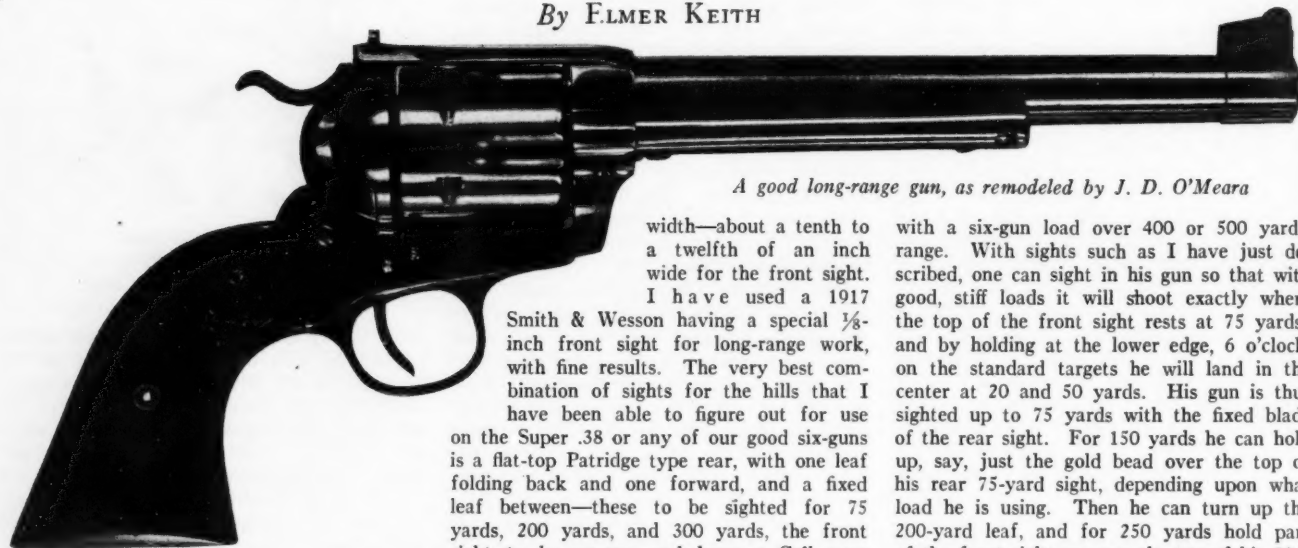 By ELMER KEITH
A good long-range gun, as remodeled by J. D. O'Meara
width—about a tenth to
a twelfth of an inch
wide for the front sight.
I have used a 1917
Smith & Wesson having a special ⅛-
inch front sight for long-range work,
with fine results. The very best com-
bination of sights for the hills that I
have been able to figure out for use
on the Super .38 or any of our good six-guns
is a flat-top Patridge type rear, with one leaf
folding back and one forward, and a fixed
leaf between—these to be sighted for 75
yards, 200 yards, and 300 yards, the front
with a six-gun load over 400 or 500 yard
range. With sights such as I have just de
scribed, one can sight in his gun so that wit
good, stiff loads it will shoot exactly wher
the top of the front sight rests at 75 yards
and by holding at the lower edge, 6 o'cloc
on the standard targets he will land in th
center at 20 and 50 yards. His gun is thu
sighted up to 75 yards with the fixed blad
of the rear sight. For 150 yards he can hol
up, say, just the gold bead over the top o
his rear 75-yard sight, depending upon wha
load he is using. Then he can turn up th
200-yard leaf, and for 250 yards hold par